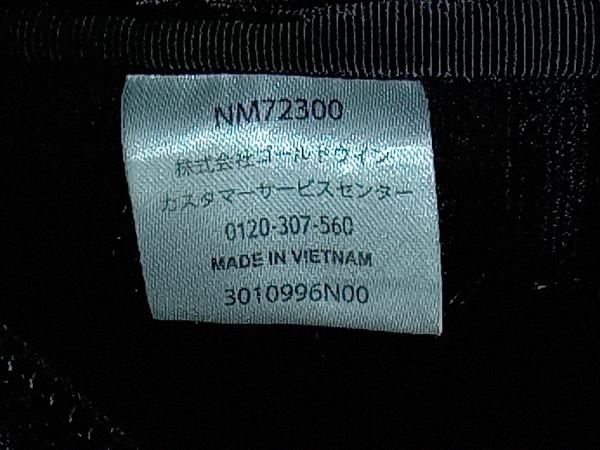 NM72300
株式会社ゴールドウイン
カスタマーサービスセンター
0120-307-560
MADE IN VIETNAM
3010996N00